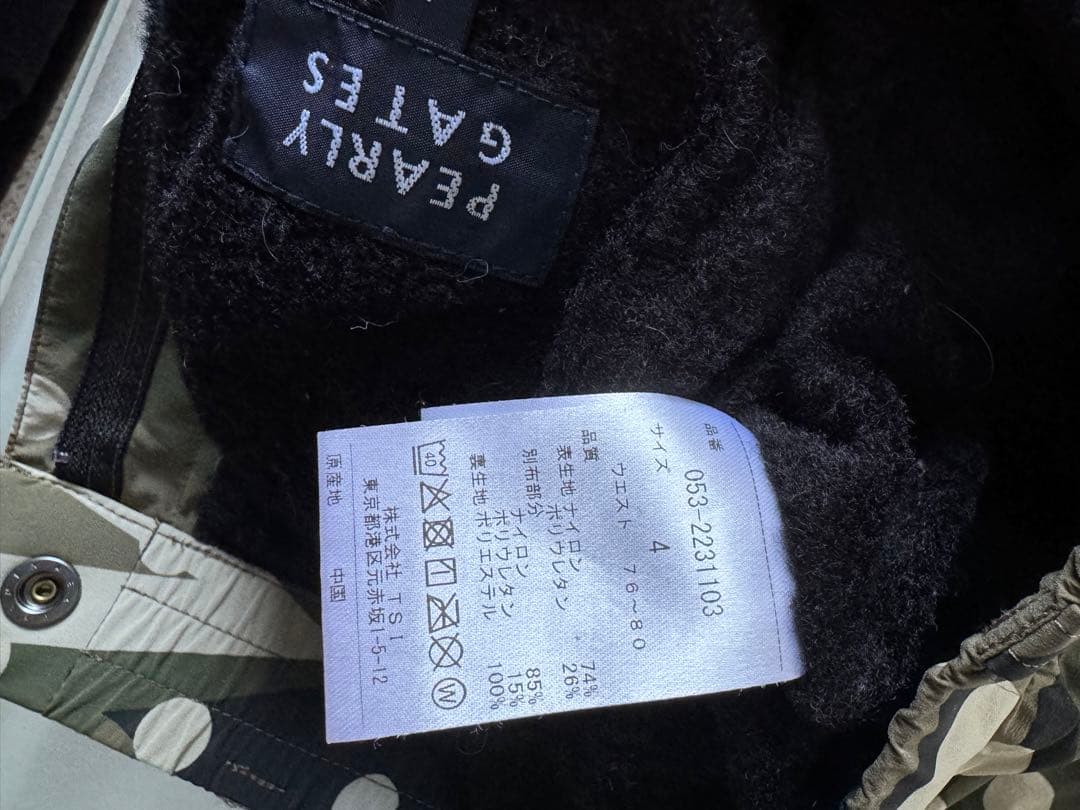 PEARLY
GATES
品番 053-2231103
サイズ 4
ウエスト 76~80
品質
表生地 ナイロン 74%
ポリウレタン 26%
別布部分
ナイロン 85%
ポリウレタン 15%
裏生地 ポリエステル 100%
40
W
株式会社 TSI
東京都港区元赤坂1-5-12
原産地 中国